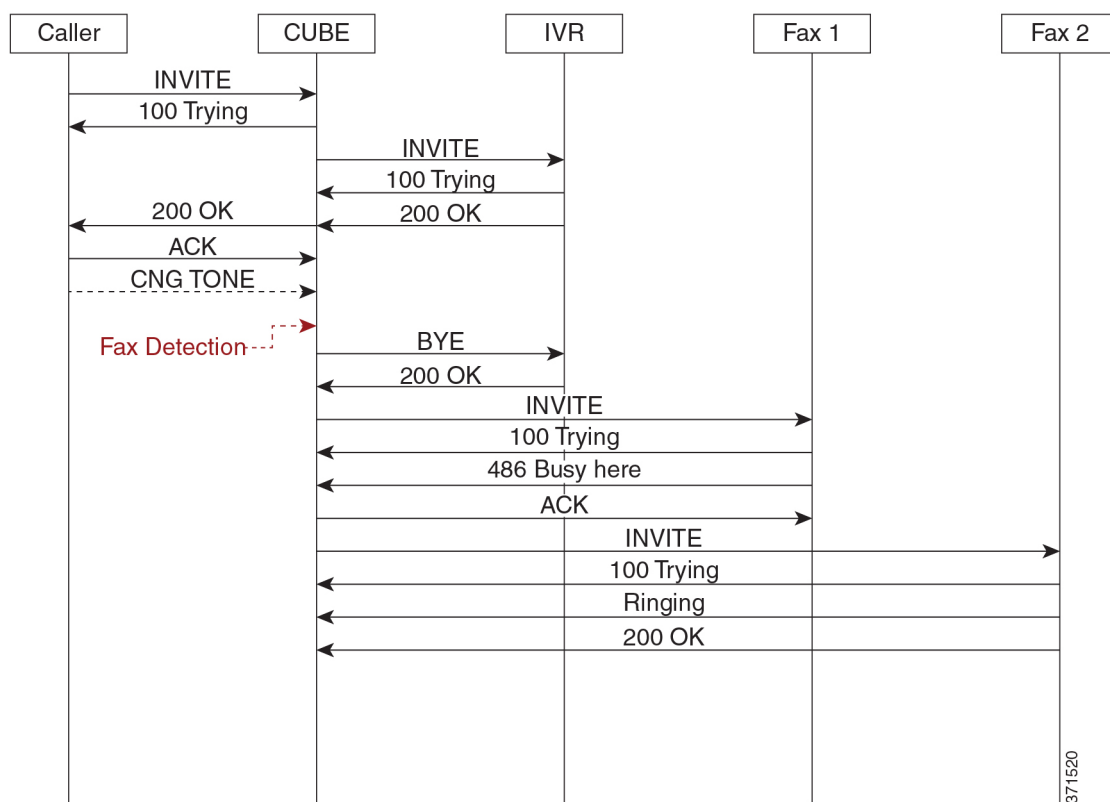 Caller
CUBE
IVR
Fax 1
Fax 2
INVITE
100 Trying
INVITE
100 Trying
200 OK
200 OK
ACK
CNG TONE
Fax Detection
BYE
200 OK
INVITE
100 Trying
486 Busy here
ACK
INVITE
100 Trying
Ringing
200 OK
371520